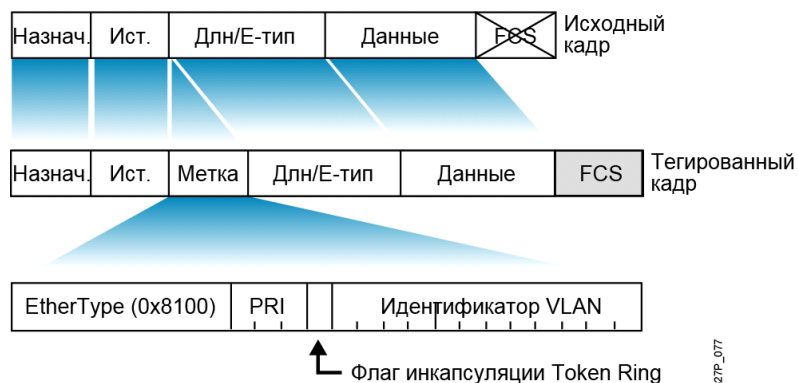 Назнач. Ист. Длн/Е-тип Данные FCS Исходный
кадр
Назнач. Ист. Метка Длн/Е-тип Данные FCS Тегированный
кадр
EtherType (0x8100) PRI Идентификатор VLAN
Флаг инкапсуляции Token Ring
27P_077